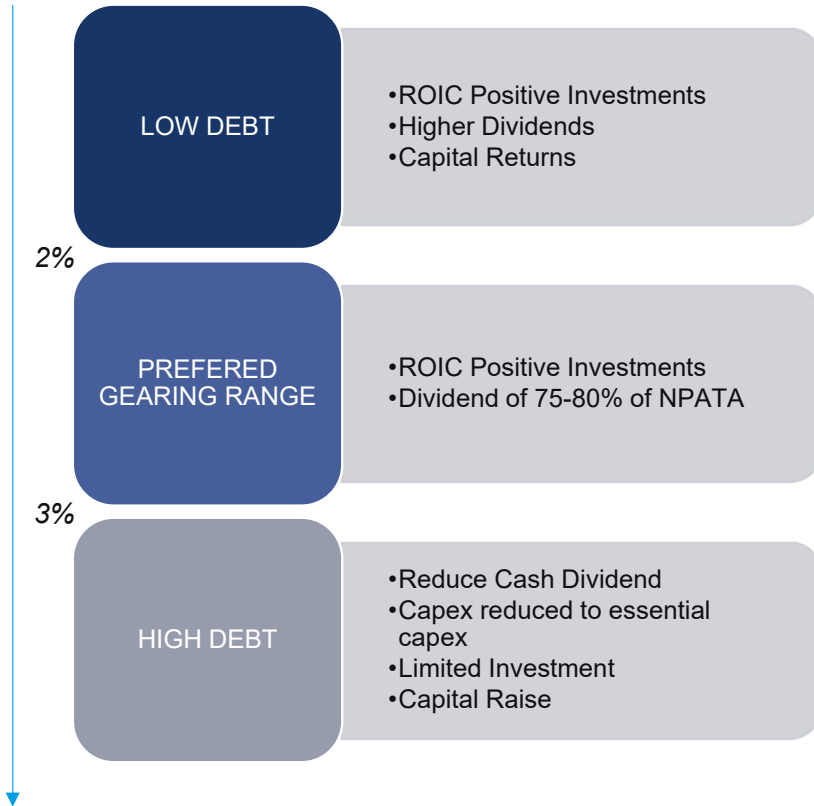 LOW DEBT
•ROIC Positive Investments
•Higher Dividends
•Capital Returns
2%
PREFERED
GEARING RANGE
•ROIC Positive Investments
•Dividend of 75-80% of NPATA
3%
HIGH DEBT
•Reduce Cash Dividend
•Capex reduced to essential
capex
•Limited Investment
•Capital Raise